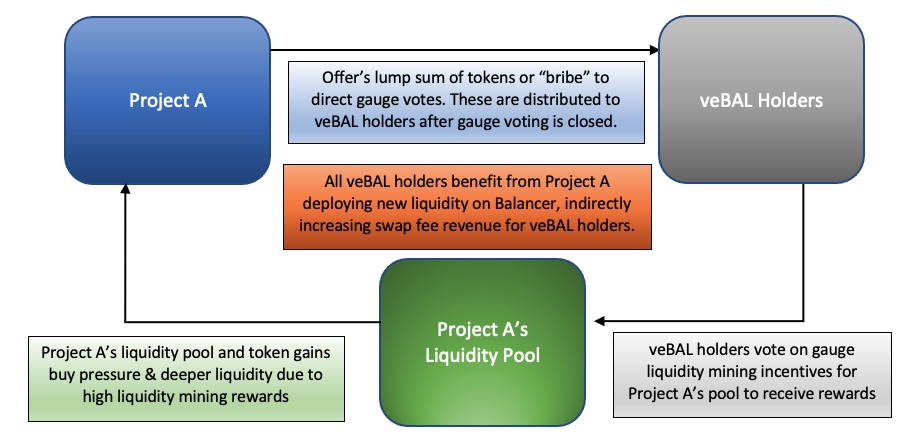 Project A
Offer's lump sum of tokens or “bribe” to
direct gauge votes. These are distributed to
veBAL holders after gauge voting is closed.
veBAL Holders
All veBAL holders benefit from Project A
deploying new liquidity on Balancer, indirectly
increasing swap fee revenue for veBAL holders.
Project A's
Liquidity Pool
Project A's liquidity pool and token gains
buy pressure & deeper liquidity due to
high liquidity mining rewards
veBAL holders vote on gauge
liquidity mining incentives for
Project A's pool to receive rewards